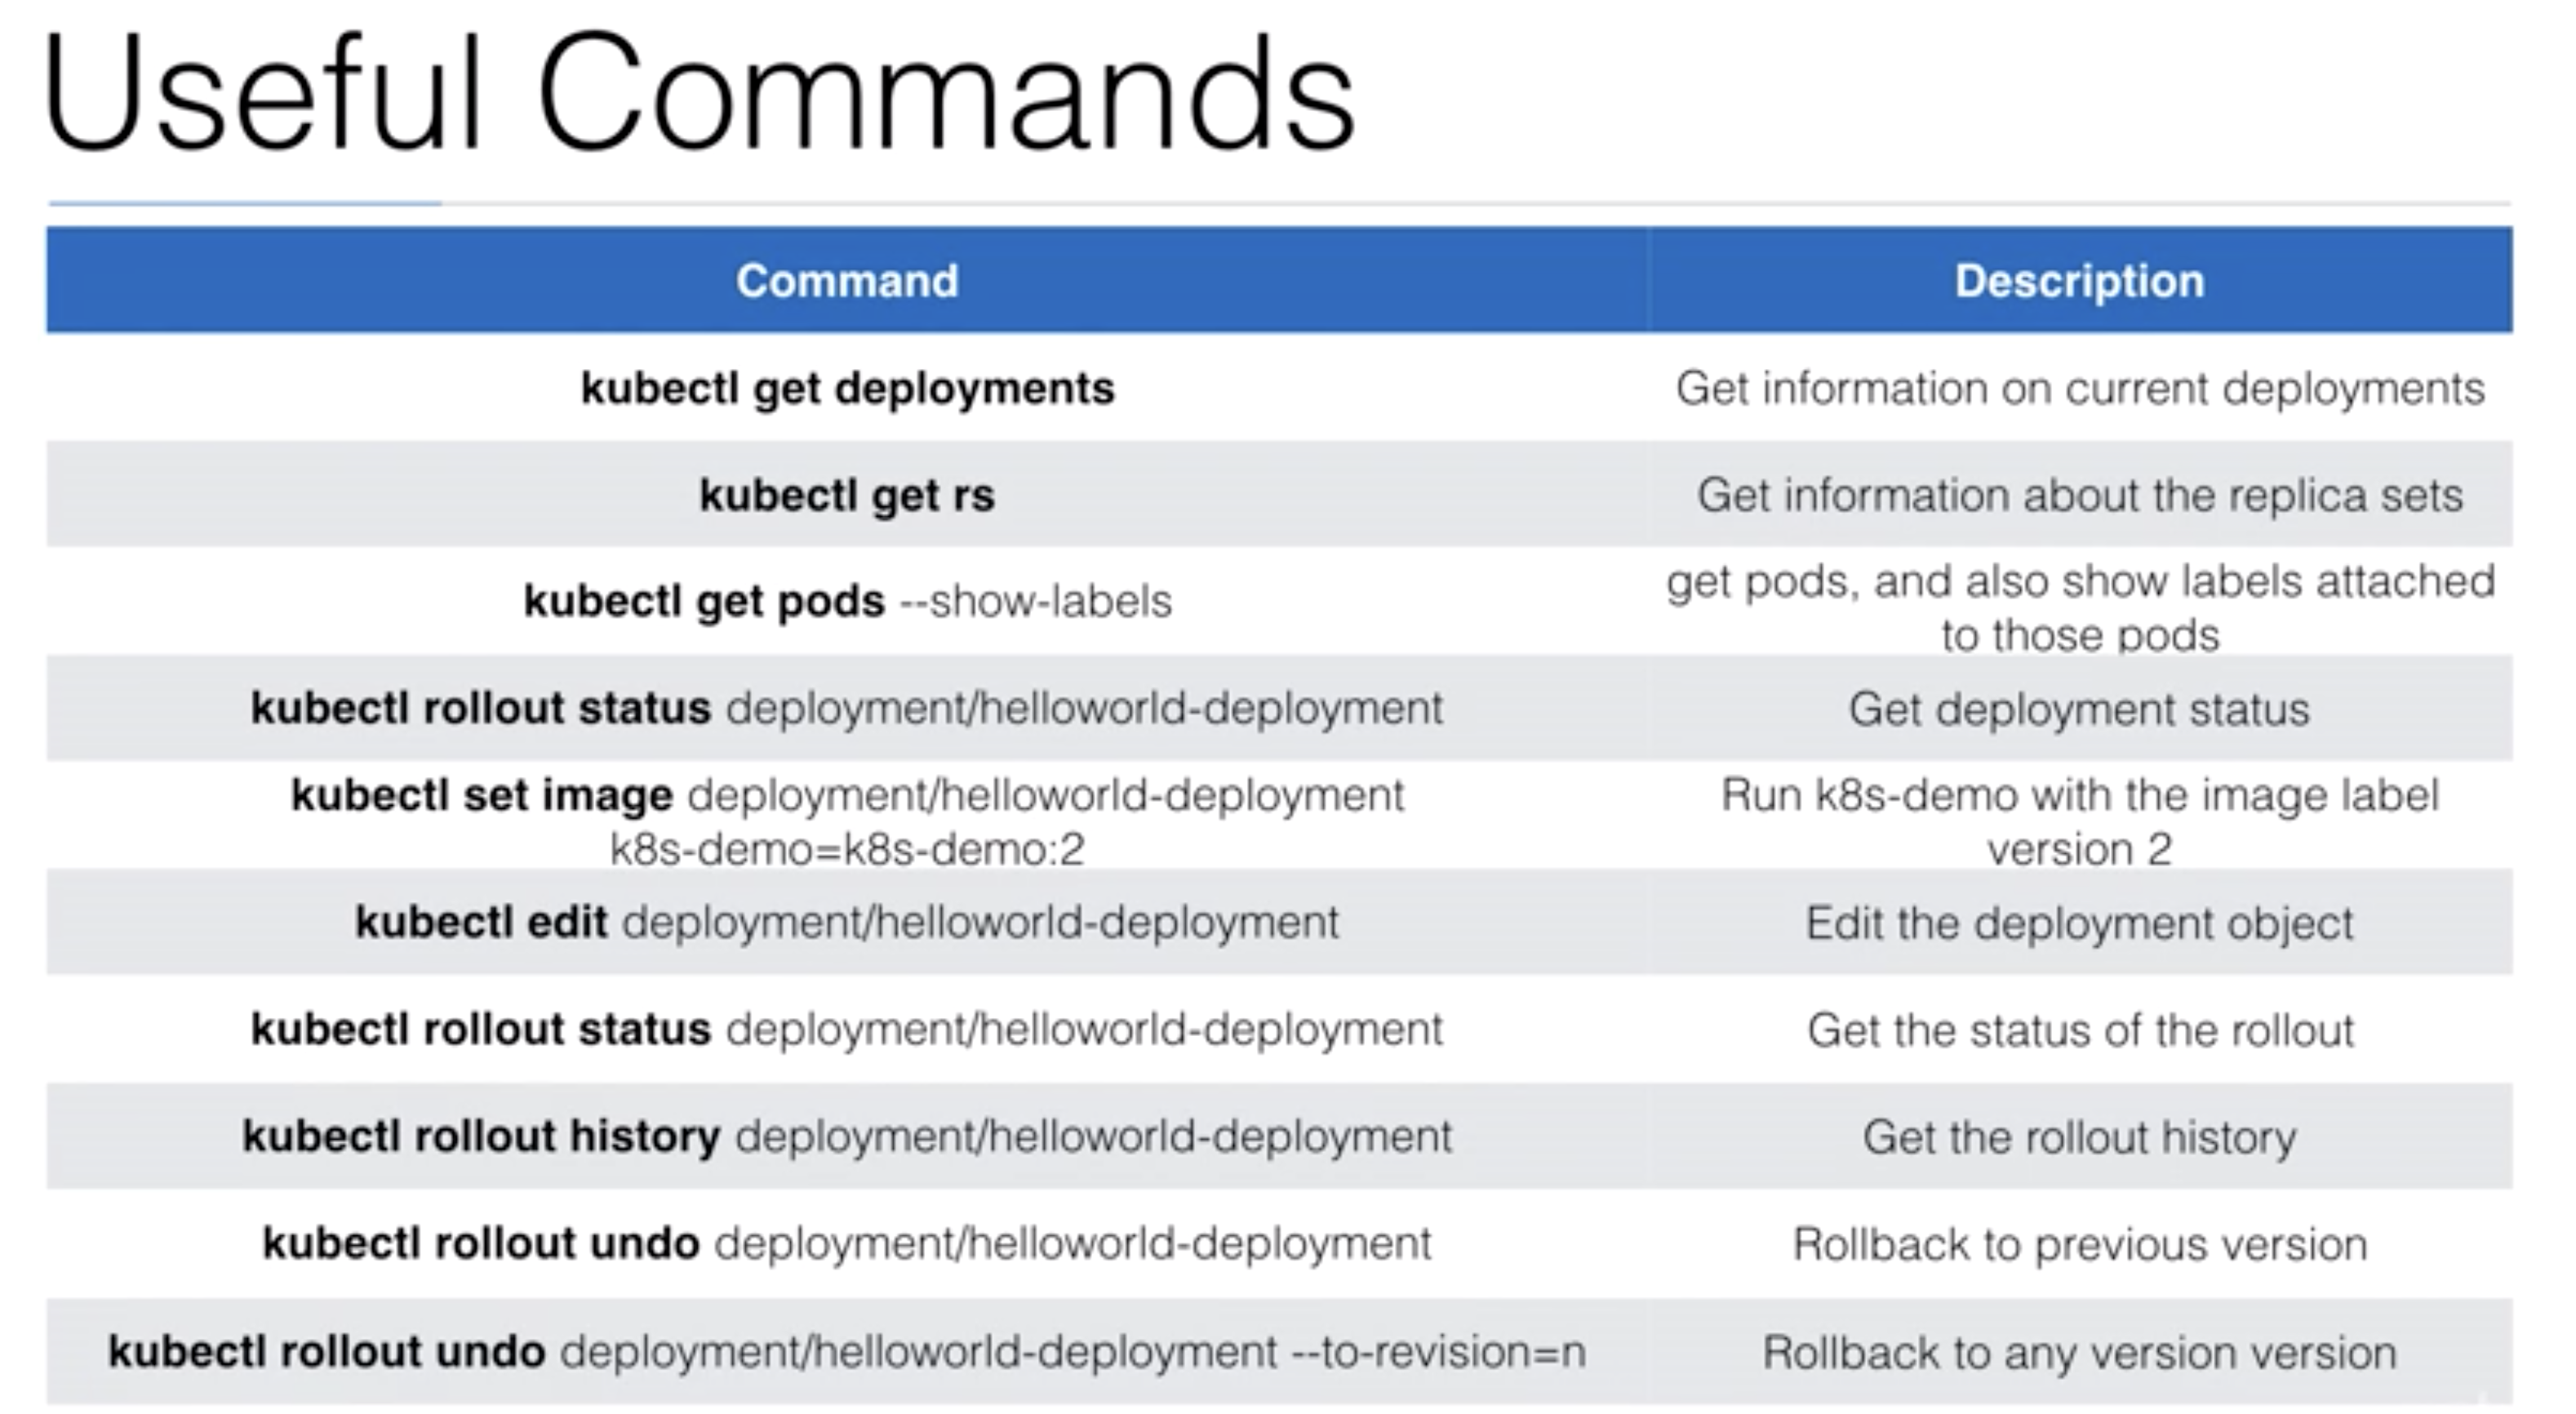 Useful Commands
Command Description
kubectl get deployments Get information on current deployments
kubectl get rs Get information about the replica sets
kubectl get pods --show-labels get pods, and also show labels attached
to those pods
kubectl rollout status deployment/helloworld-deployment Get deployment status
kubectl set image deployment/helloworld-deployment Run k8s-demo with the image label
k8s-demo=k8s-demo:2 version 2
kubectl edit deployment/helloworld-deployment Edit the deployment object
kubectl rollout status deployment/helloworld-deployment Get the status of the rollout
kubectl rollout history deployment/helloworld-deployment Get the rollout history
kubectl rollout undo deployment/helloworld-deployment Rollback to previous version
kubectl rollout undo deployment/helloworld-deployment --to-revision=n Rollback to any version version